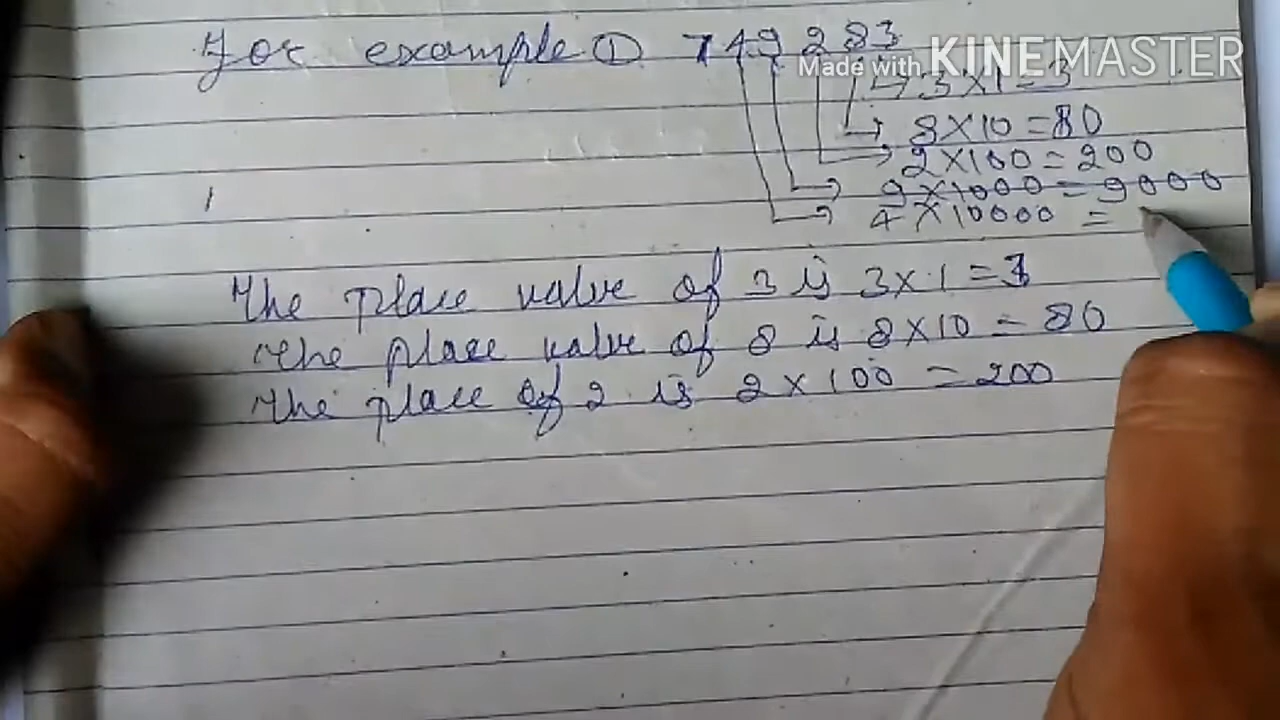 For example ① 749283
Made with KINEMASTER
→ 3×1=3
→ 8×10=80
→ 2×100=200
→ 9×1000=9000
→ 4×10000=
The place value of 3 is 3×1=3
The place value of 8 is 8×10=80
The place of 2 is 2×100=200